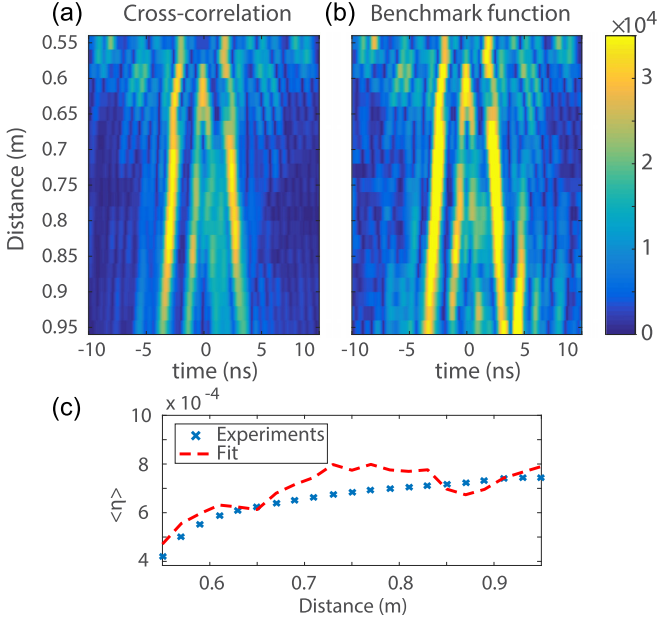 (a) Cross-correlation (b) Benchmark function
x10^4
0.55
0.6
0.65
0.7
0.75
0.8
0.85
0.9
0.95
Distance (m)
-10 -5 0 5 10
time (ns)
-10 -5 0 5 10
time (ns)
3
2
1
0
(c)
x 10^-4
10
8
6
4
<η>
Experiments
Fit
0.6 0.7 0.8 0.9
Distance (m)